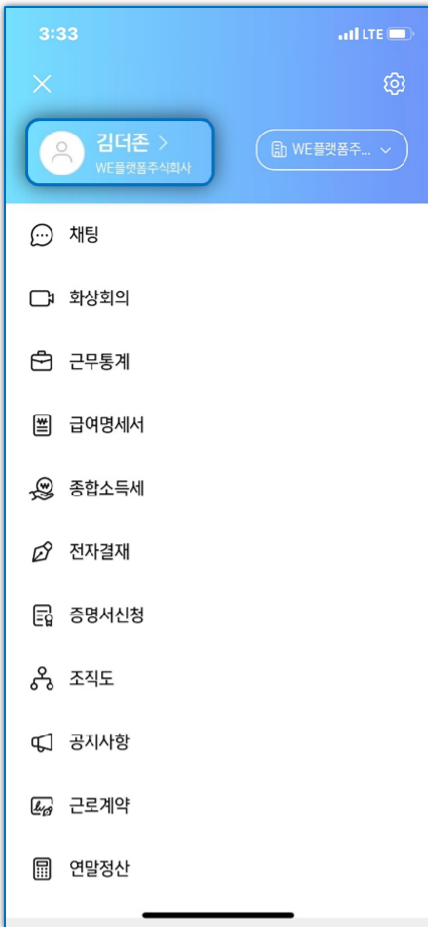 3:33
LTE
김더존 >
WE플랫폼주식회사
WE플랫폼주...
채팅
화상회의
근무통계
급여명세서
종합소득세
전자결재
증명서신청
조직도
공지사항
근로계약
연말정산